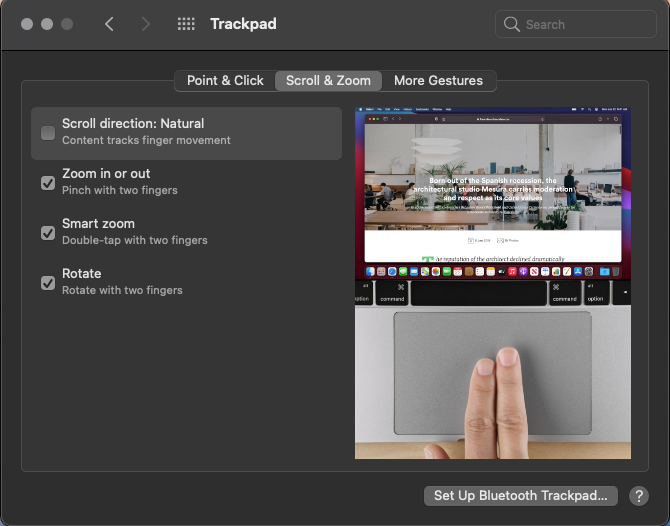 Trackpad
Search
Point & Click
Scroll & Zoom
More Gestures
Scroll direction: Natural
Content tracks finger movement
Zoom in or out
Pinch with two fingers
Smart zoom
Double-tap with two fingers
Rotate
Rotate with two fingers
Born out of the Spanish recession, the
architectural studio Mesura carries moderation
and respect as its core values
The reputation of the architect declined dramatically
option
command
command
option
Set Up Bluetooth Trackpad...
?